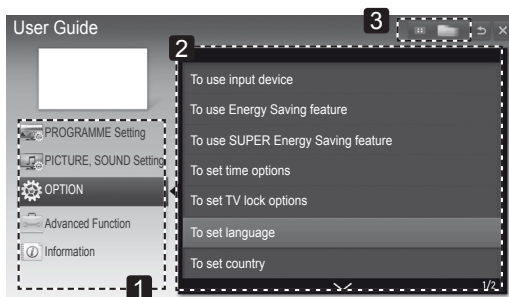 User Guide
3
2
To use input device
To use Energy Saving feature
To use SUPER Energy Saving feature
To set time options
To set TV lock options
To set language
To set country
1/2
PROGRAMME Setting
PICTURE, SOUND Setting
OPTION
Advanced Function
Information
1